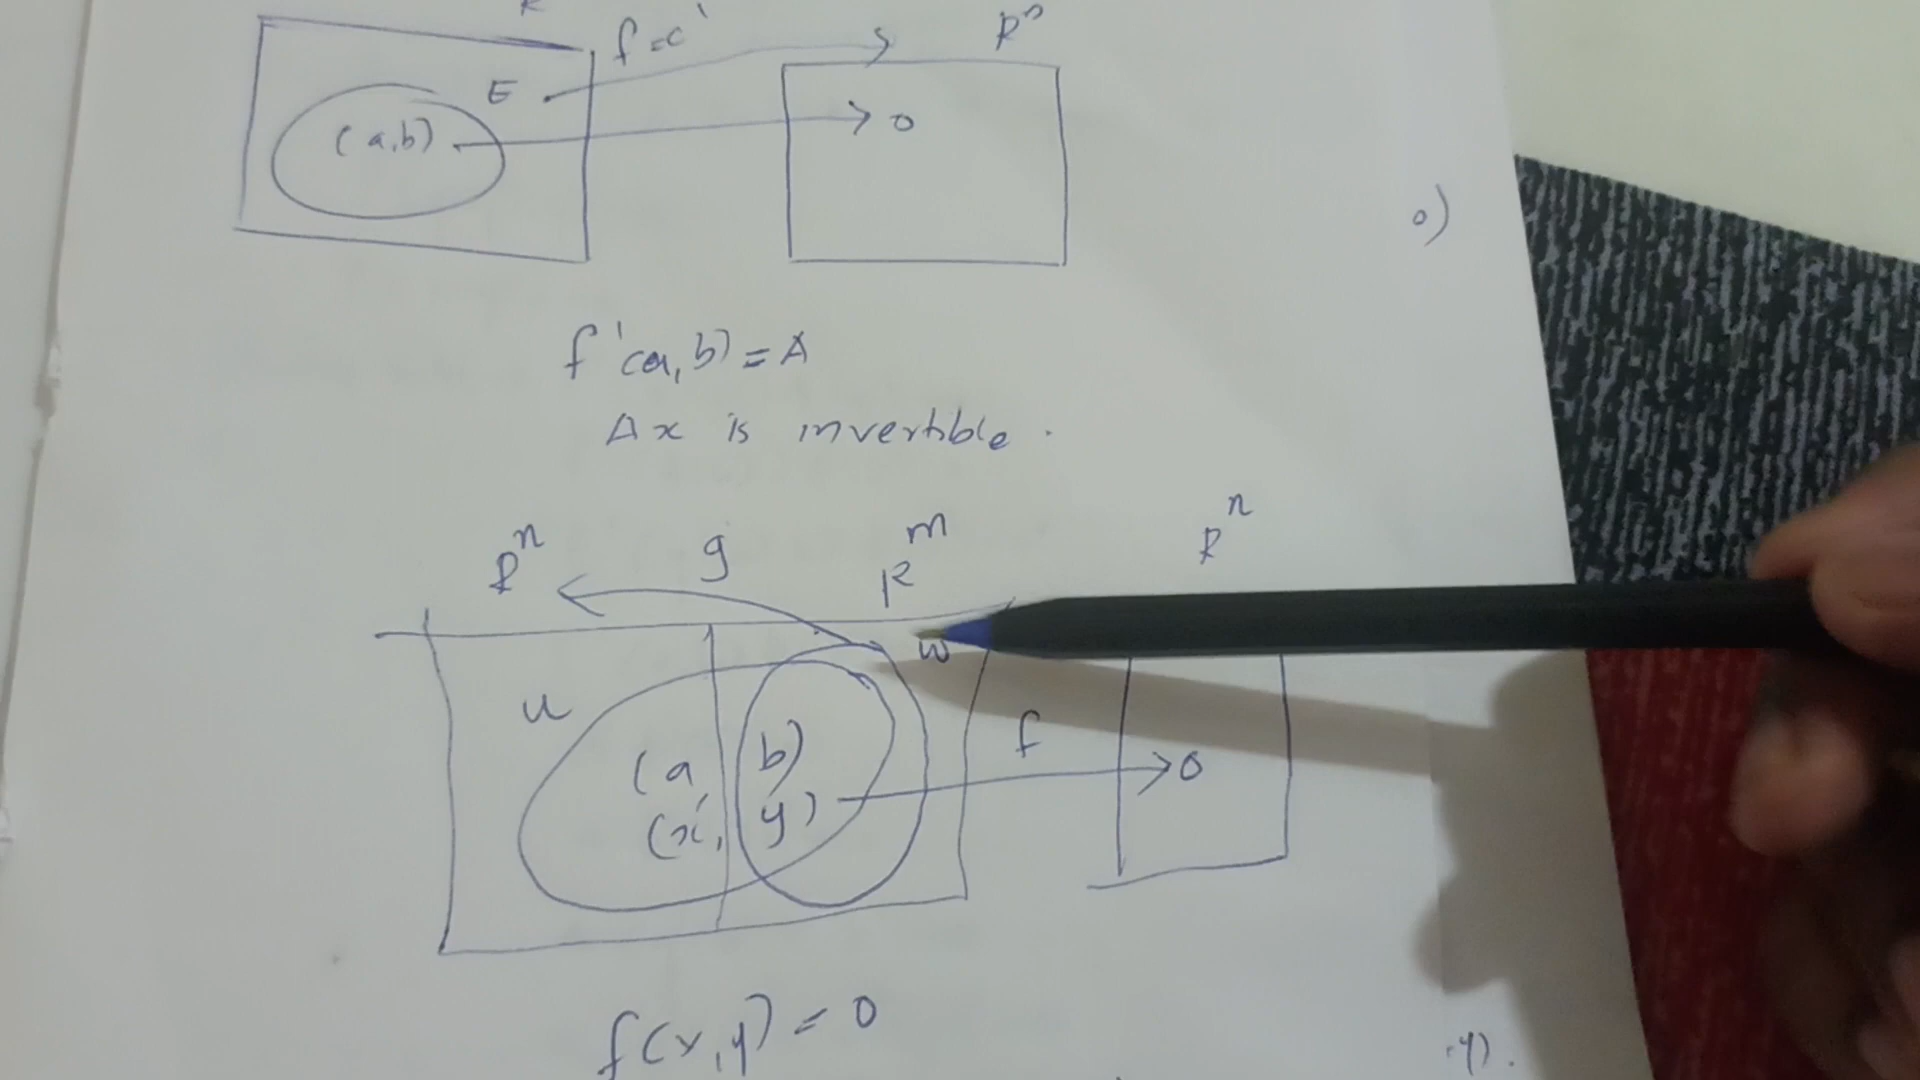 f = c'
R^n
E
(a,b)
0
o)
f'(a,b) = A
Ax is invertible.
R^n
g
R^m
R^n
w
u
(a
b)
f
0
(x',
y)
f(x,y) = 0
y).